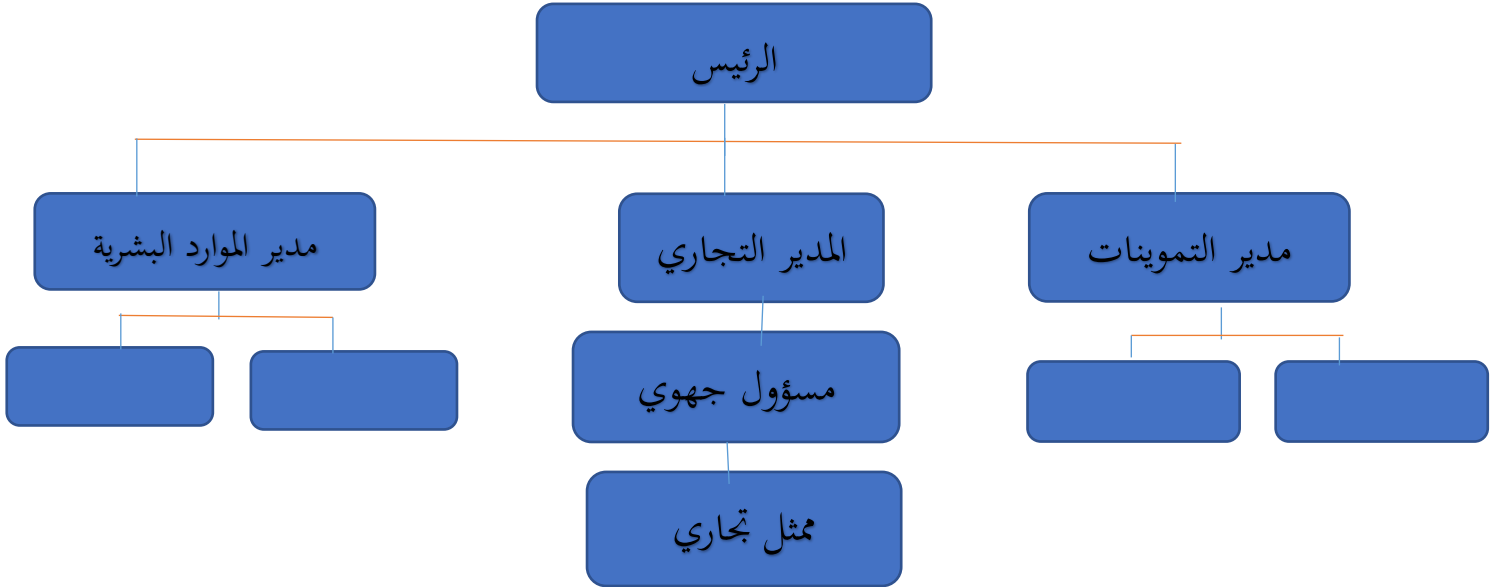 الرئيس
مدير التموينات
المدير التجاري
مدير الموارد البشرية
مسؤول جهوي
ممثل تجاري